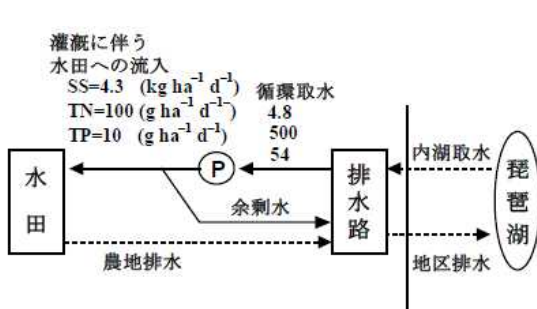 灌漑に伴う
水田への流入
SS=4.3 (kg ha⁻¹ d⁻¹)
TN=100 (g ha⁻¹ d⁻¹)
TP=10 (g ha⁻¹ d⁻¹)
循環取水
4.8
500
54
P
水田
余剰水
農地排水
排水路
内湖取水
地区排水
琵琶湖